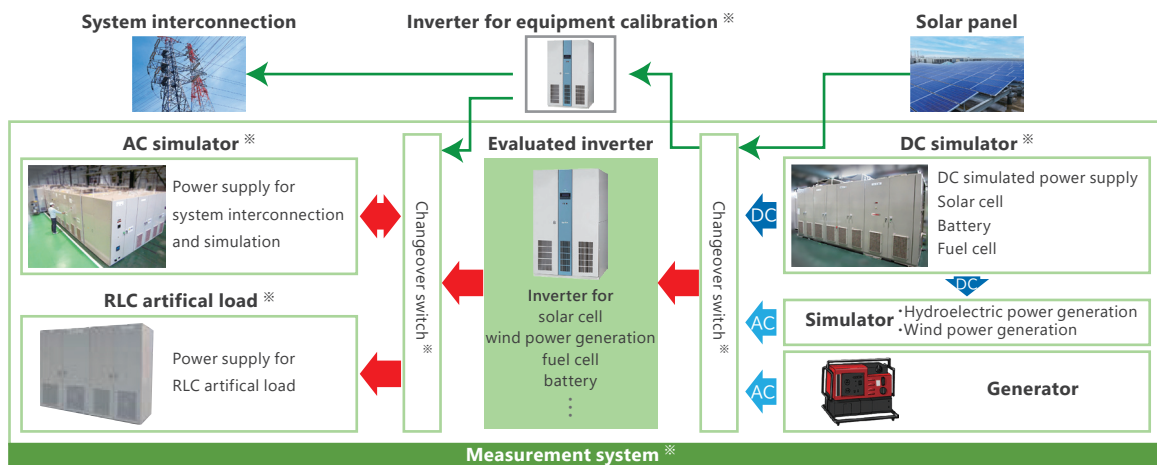 System interconnection
Inverter for equipment calibration ※
Solar panel
AC simulator ※
Power supply for
system interconnection
and simulation
RLC artifical load ※
Power supply for
RLC artifical load
Changeover switch ※
Evaluated inverter
Inverter for
solar cell
wind power generation
fuel cell
battery
⋮
Changeover switch ※
DC
AC
AC
DC simulator ※
DC simulated power supply
Solar cell
Battery
Fuel cell
DC
Simulator
・Hydroelectric power generation
・Wind power generation
Generator
Measurement system ※